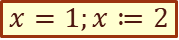 x = 1; x ≔ 2